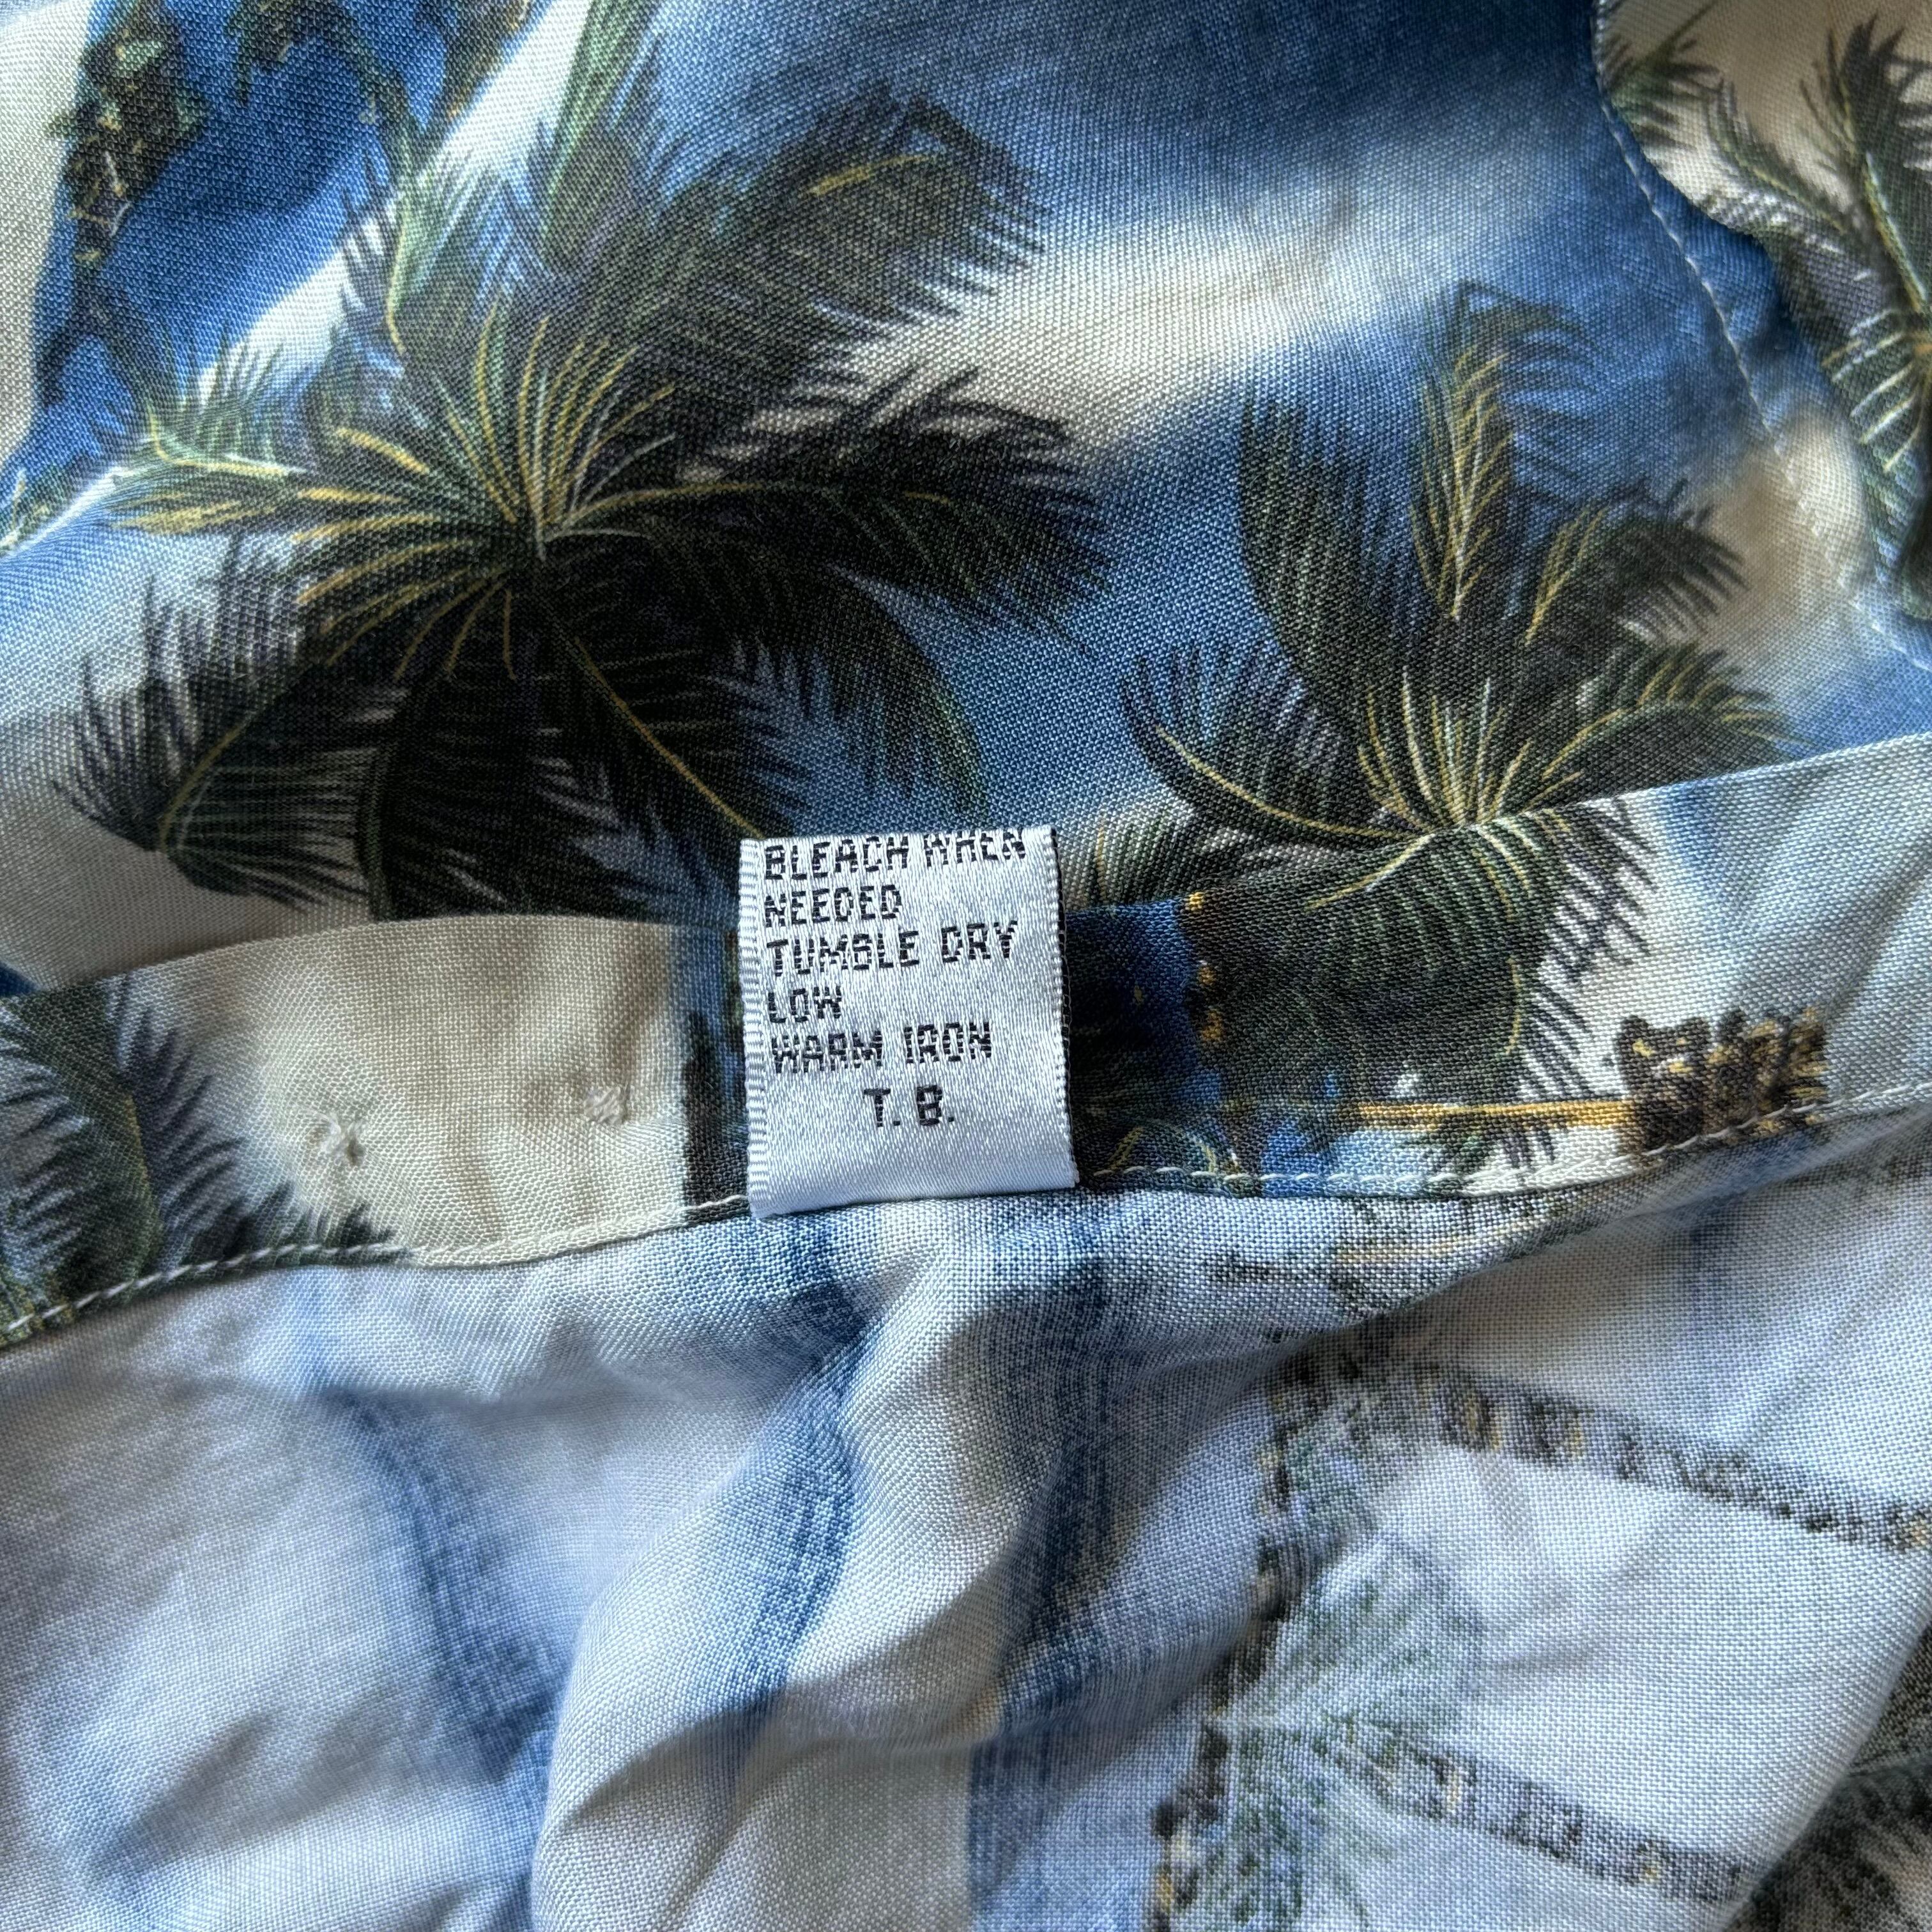 BLEACH WHEN
NEEDED
TUMBLE DRY
LOW
WARM IRON
T. B.